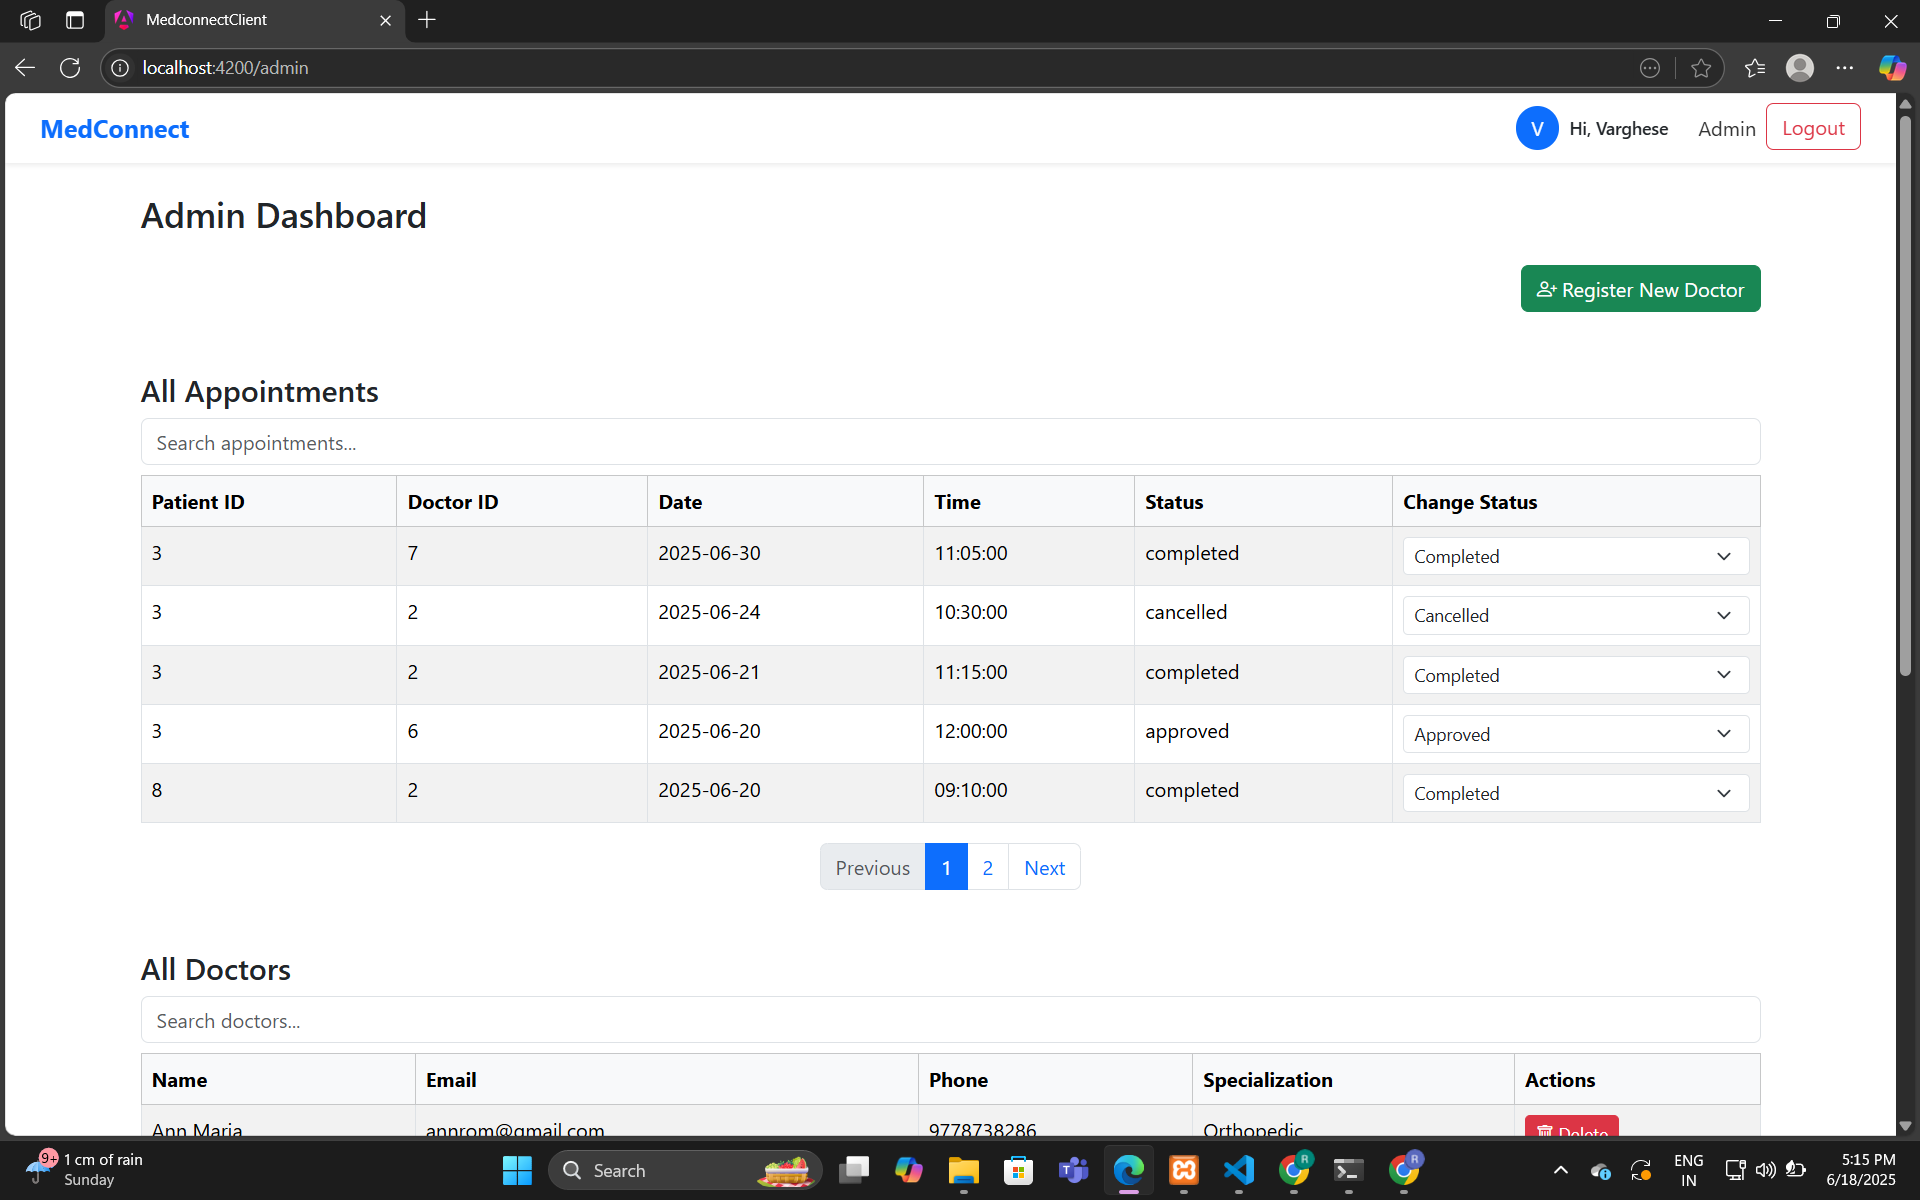 MedconnectClient
localhost:4200/admin
MedConnect
V Hi, Varghese Admin Logout
Admin Dashboard
Register New Doctor
All Appointments
Search appointments...
Patient ID Doctor ID Date Time Status Change Status
3 7 2025-06-30 11:05:00 completed Completed
3 2 2025-06-24 10:30:00 cancelled Cancelled
3 2 2025-06-21 11:15:00 completed Completed
3 6 2025-06-20 12:00:00 approved Approved
8 2 2025-06-20 09:10:00 completed Completed
Previous 1 2 Next
All Doctors
Search doctors...
Name Email Phone Specialization Actions
Ann Maria annrom@gmail.com 9778738286 Orthopedic Delete
9+ 1 cm of rain
Sunday
Search
R
R
ENG
IN
5:15 PM
6/18/2025